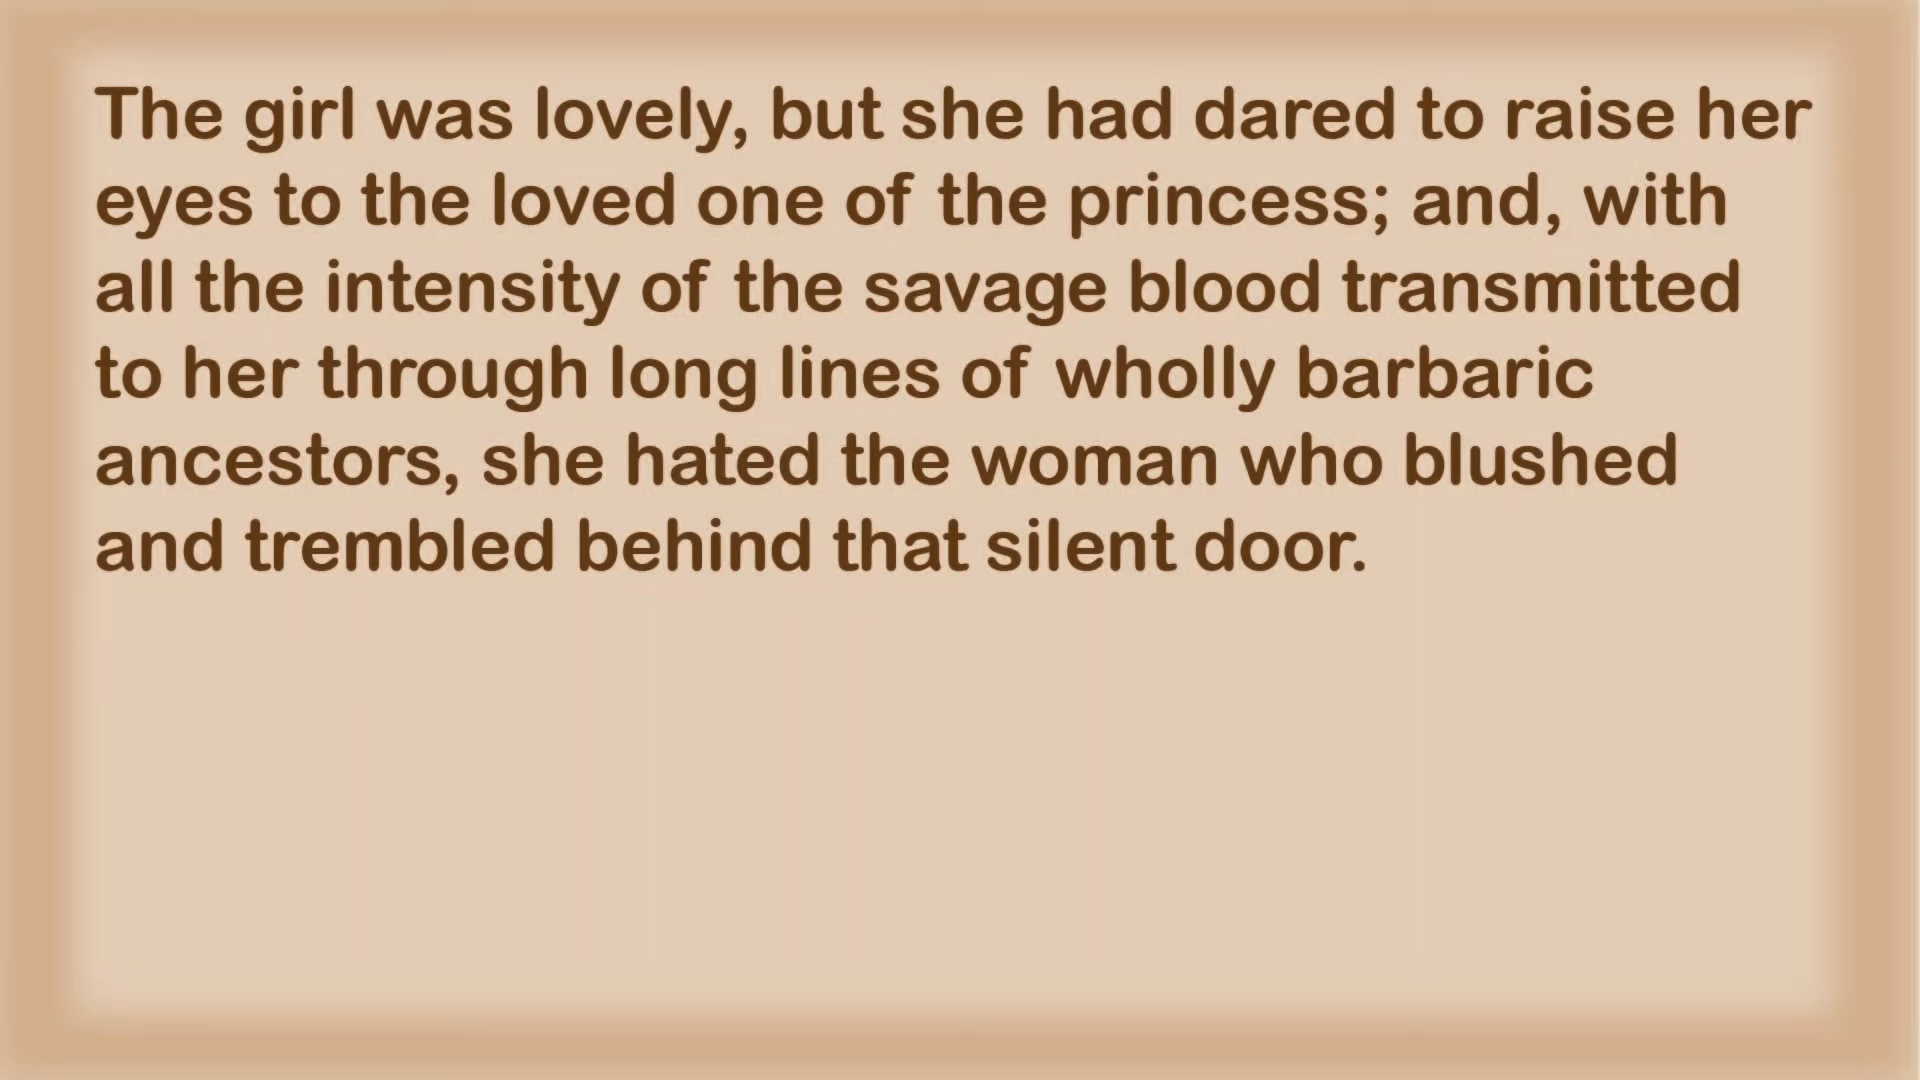 The girl was lovely, but she had dared to raise her
eyes to the loved one of the princess; and, with
all the intensity of the savage blood transmitted
to her through long lines of wholly barbaric
ancestors, she hated the woman who blushed
and trembled behind that silent door.